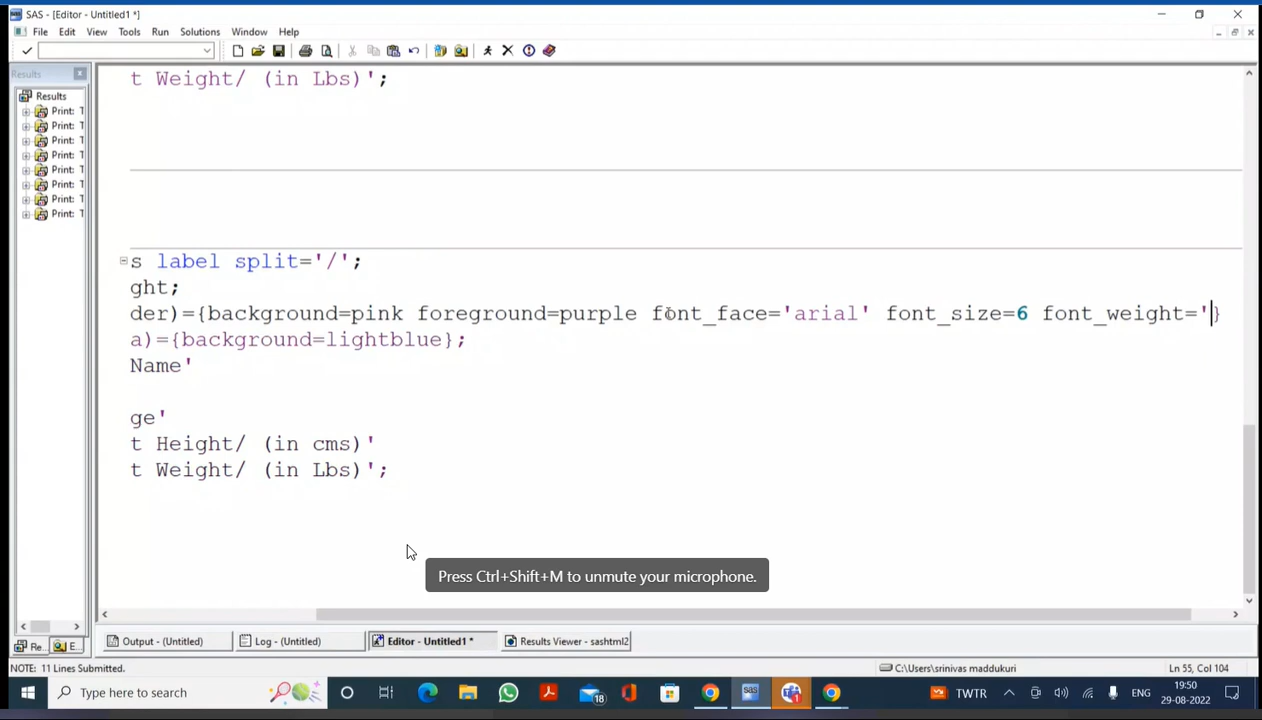 SAS - [Editor - Untitled1 *]
File Edit View Tools Run Solutions Window Help
Results
Results
Print: T
Print: T
Print: T
Print: T
Print: T
Print: T
Print: T
Print: T
t Weight/ (in Lbs)';
s label split='/';
ght;
der)={background=pink foreground=purple font_face='arial' font_size=6 font_weight='}
a)={background=lightblue};
Name'
ge'
t Height/ (in cms)'
t Weight/ (in Lbs)';
Press Ctrl+Shift+M to unmute your microphone.
Re... E...
Output - (Untitled) Log - (Untitled) Editor - Untitled1 * Results Viewer - sashtml2
NOTE: 11 Lines Submitted. C:\Users\srinivas maddukuri Ln 55, Col 104
Type here to search 18 sas 1 TWTR ENG 19:50
29-08-2022